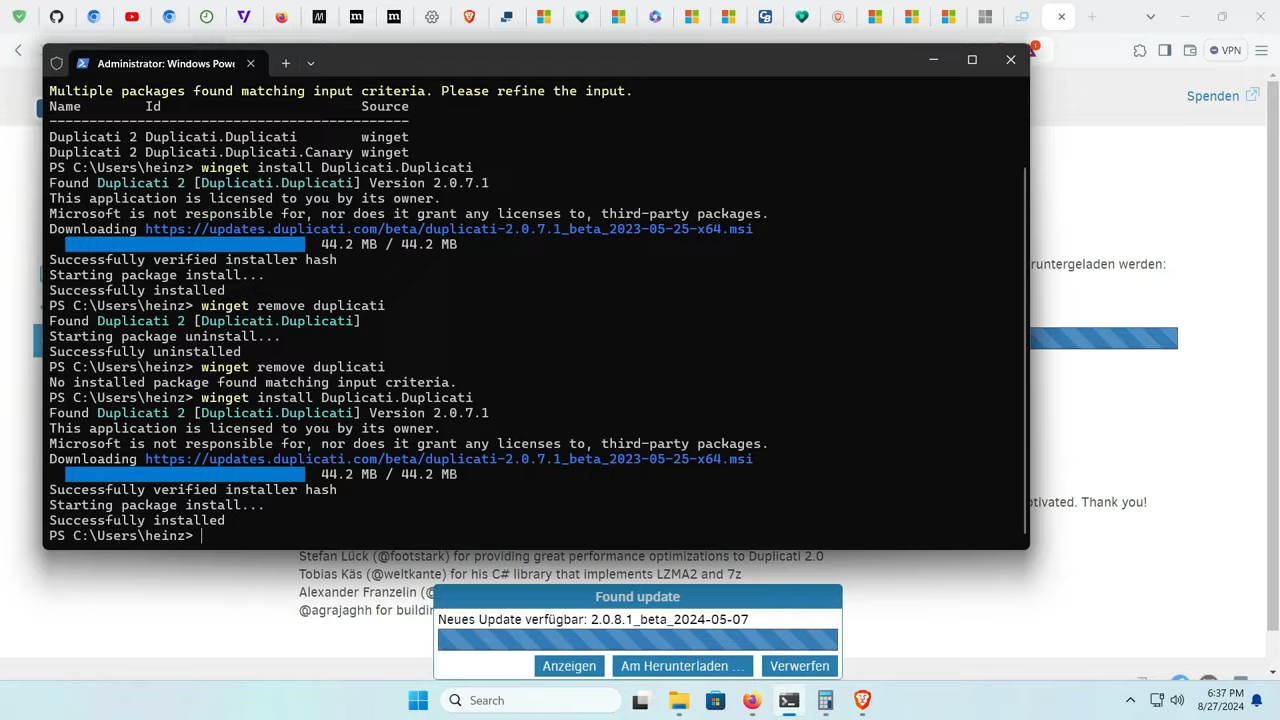 VPN
Administrator: Windows Powe
Spenden
Multiple packages found matching input criteria. Please refine the input.
Name Id Source
-------------------------------------------
Duplicati 2 Duplicati.Duplicati winget
Duplicati 2 Duplicati.Duplicati.Canary winget
PS C:\Users\heinz> winget install Duplicati.Duplicati
Found Duplicati 2 [Duplicati.Duplicati] Version 2.0.7.1
This application is licensed to you by its owner.
Microsoft is not responsible for, nor does it grant any licenses to, third-party packages.
Downloading https://updates.duplicati.com/beta/duplicati-2.0.7.1_beta_2023-05-25-x64.msi
44.2 MB / 44.2 MB
Successfully verified installer hash
Starting package install...
Successfully installed
PS C:\Users\heinz> winget remove duplicati
Found Duplicati 2 [Duplicati.Duplicati]
Starting package uninstall...
Successfully uninstalled
PS C:\Users\heinz> winget remove duplicati
No installed package found matching input criteria.
PS C:\Users\heinz> winget install Duplicati.Duplicati
Found Duplicati 2 [Duplicati.Duplicati] Version 2.0.7.1
This application is licensed to you by its owner.
Microsoft is not responsible for, nor does it grant any licenses to, third-party packages.
Downloading https://updates.duplicati.com/beta/duplicati-2.0.7.1_beta_2023-05-25-x64.msi
44.2 MB / 44.2 MB
Successfully verified installer hash
Starting package install...
Successfully installed
PS C:\Users\heinz>
runtergeladen werden:
tivated. Thank you!
Stefan Lück (@footstark) for providing great performance optimizations to Duplicati 2.0
Tobias Käs (@weltkante) for his C# library that implements LZMA2 and 7z
Alexander Franzelin (@
@agrajaghh for buildin
Found update
Neues Update verfügbar: 2.0.8.1_beta_2024-05-07
Anzeigen Am Herunterladen ... Verwerfen
Search
6:37 PM
8/27/2024